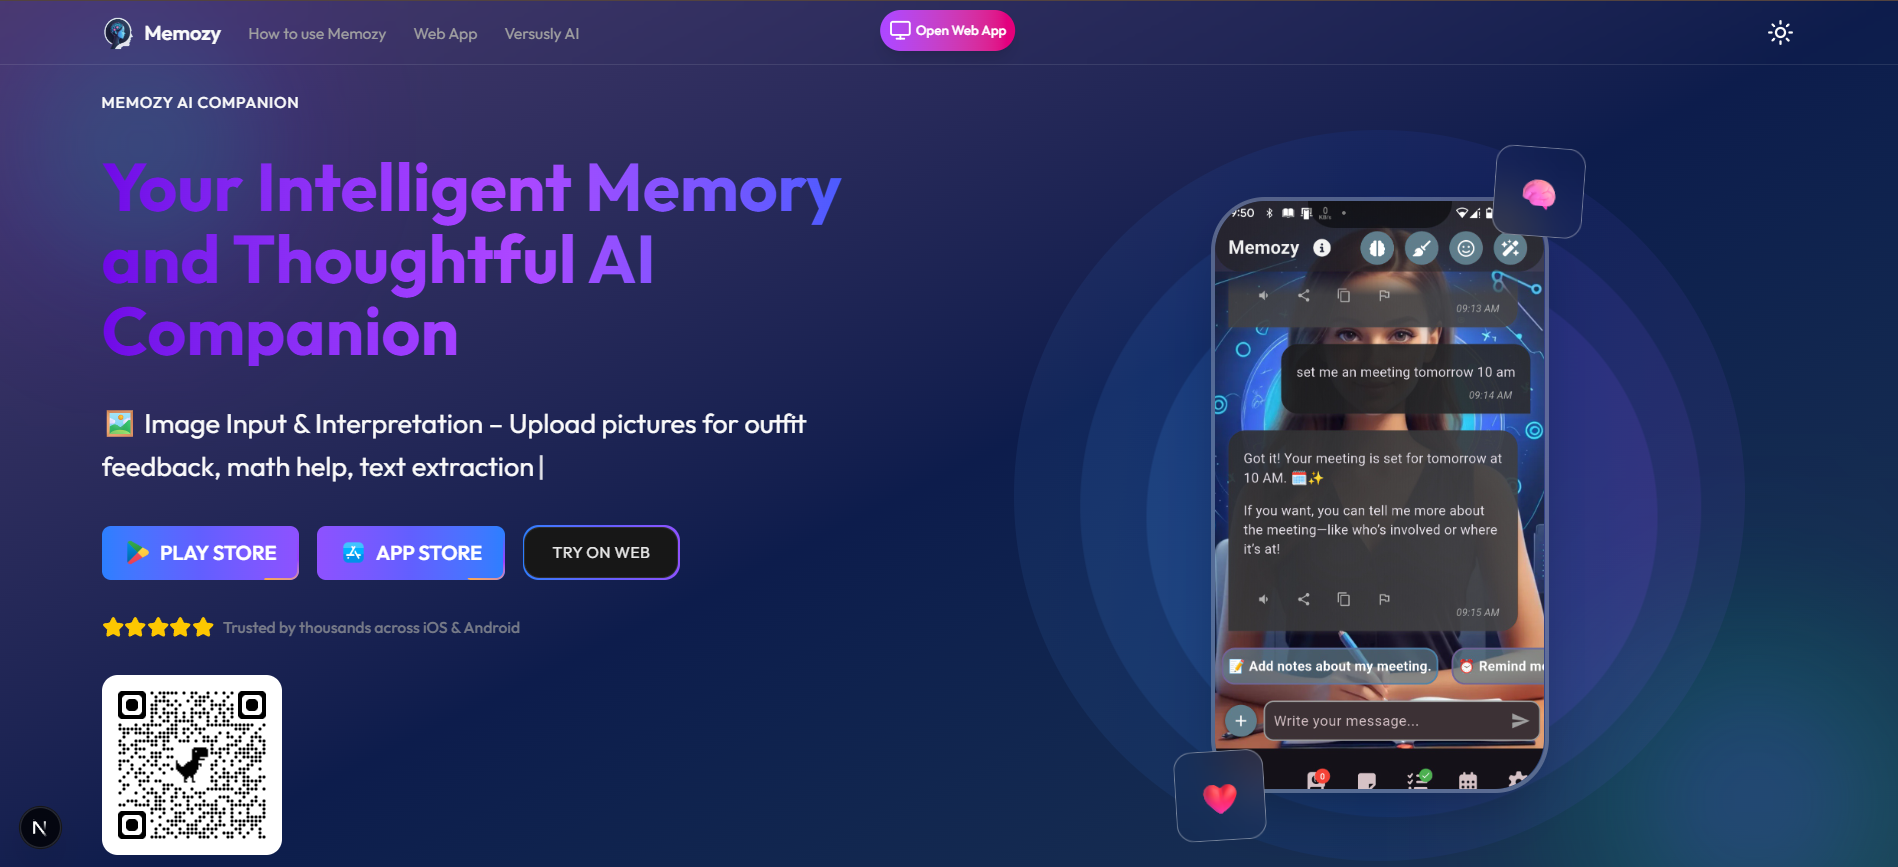 Memozy How to use Memozy Web App Versusly AI Open Web App
MEMOZY AI COMPANION
Your Intelligent Memory
and Thoughtful AI
Companion
🖼️ Image Input & Interpretation – Upload pictures for outfit
feedback, math help, text extraction|
PLAY STORE APP STORE TRY ON WEB
Trusted by thousands across iOS & Android
N
9:50 0 KB/s
Memozy
09:13 AM
set me an meeting tomorrow 10 am
09:14 AM
Got it! Your meeting is set for tomorrow at
10 AM. 🗓️✨
If you want, you can tell me more about
the meeting—like who's involved or where
it's at!
09:15 AM
📝 Add notes about my meeting. ⏰ Remind me
Write your message...
0